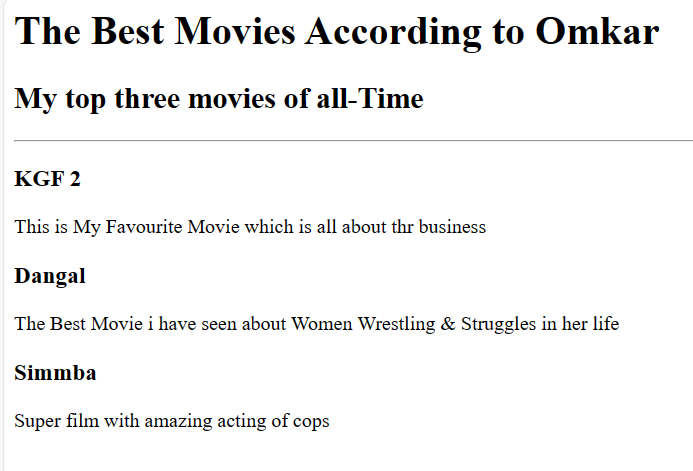 The Best Movies According to Omkar
My top three movies of all-Time
KGF 2
This is My Favourite Movie which is all about thr business
Dangal
The Best Movie i have seen about Women Wrestling & Struggles in her life
Simmba
Super film with amazing acting of cops